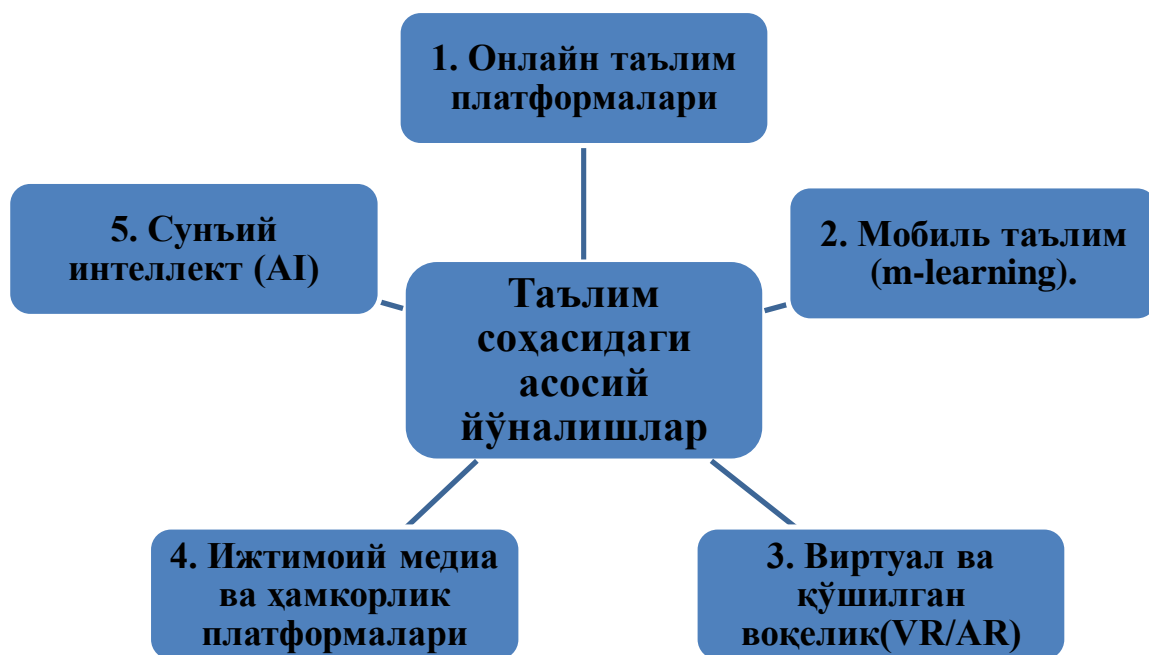 1. Онлайн таълим
платформалари
5. Сунъий
интеллект (AI)
2. Мобиль таълим
(m-learning).
Таълим
соҳасидаги
асосий
йўналишлар
4. Ижтимоий медиа
ва ҳамкорлик
платформалари
3. Виртуал ва
қўшилган
воқелик(VR/AR)